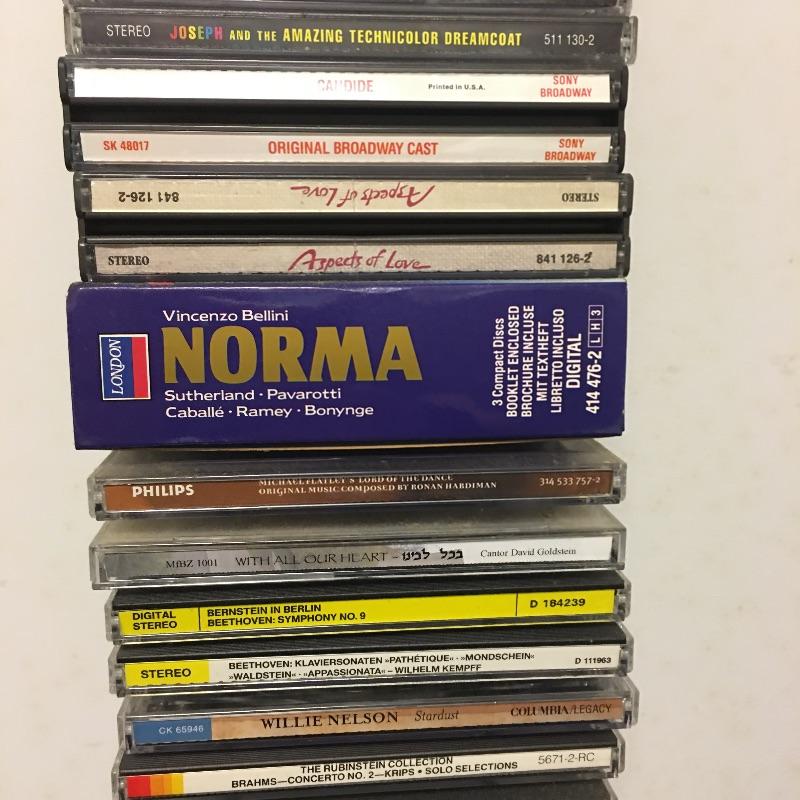 STEREO JOSEPH AND THE AMAZING TECHNICOLOR DREAMCOAT 511 130-2
CANDIDE Printed in U.S.A. SONY BROADWAY
SK 48017 ORIGINAL BROADWAY CAST SONY BROADWAY
STEREO Aspects of Love 841 126-2
STEREO Aspects of Love 841 126-2
LONDON
Vincenzo Bellini
NORMA
Sutherland · Pavarotti
Caballé · Ramey · Bonynge
3 Compact Discs
BOOKLET ENCLOSED
BROCHURE INCLUSE
MIT TEXTHEFT
LIBRETTO INCLUSO
DIGITAL
414 476-2 LH3
PHILIPS
MICHAEL FLATLEY'S LORD OF THE DANCE
ORIGINAL MUSIC COMPOSED BY RONAN HARDIMAN
314 533 757-2
MfBZ 1001 WITH ALL OUR HEART – בכל לבינו Cantor David Goldstein
DIGITAL
STEREO
BERNSTEIN IN BERLIN
BEETHOVEN: SYMPHONY NO. 9
D 184239
STEREO
BEETHOVEN: KLAVIERSONATEN »PATHÉTIQUE« · »MONDSCHEIN«
»WALDSTEIN« · »APPASSIONATA« – WILHELM KEMPFF
D 111963
CK 65946 WILLIE NELSON Stardust COLUMBIA/LEGACY
THE RUBINSTEIN COLLECTION
BRAHMS—CONCERTO NO. 2—KRIPS • SOLO SELECTIONS
5671-2-RC